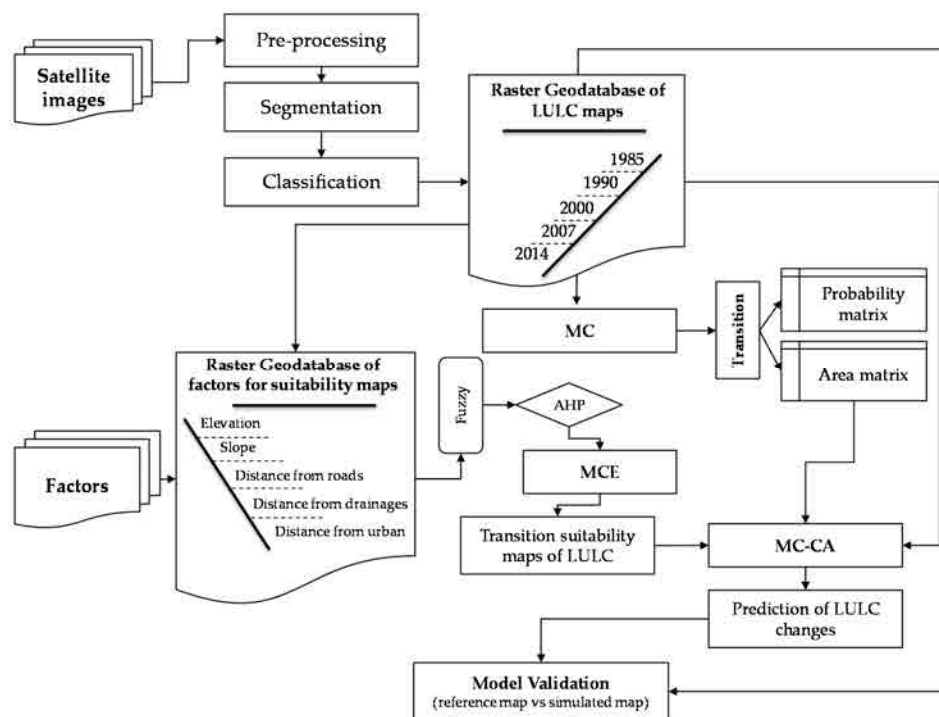 Satellite
images
Pre-processing
Segmentation
Classification
Raster Geodatabase of
LULC maps
1985
1990
2000
2007
2014
MC
Transition
Probability
matrix
Area matrix
Raster Geodatabase of
factors for suitability maps
Elevation
Slope
Distance from roads
Distance from drainages
Distance from urban
Factors
Fuzzy
AHP
MCE
Transition suitability
maps of LULC
MC-CA
Prediction of LULC
changes
Model Validation
(reference map vs simulated map)